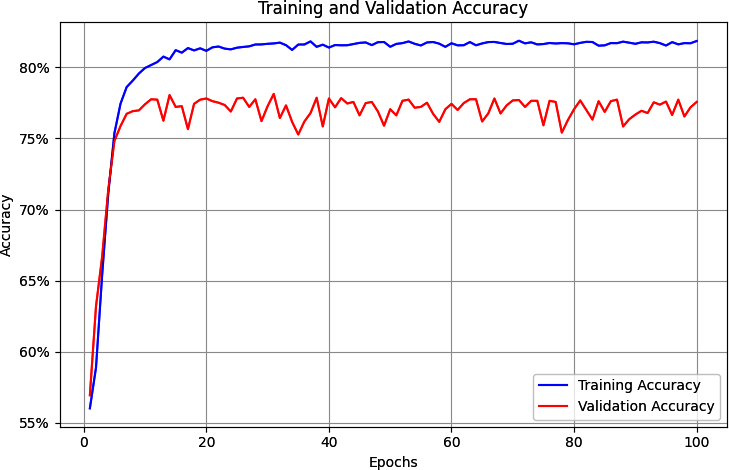 Training and Validation Accuracy
80%
75%
70%
65%
60%
55%
Accuracy
0 20 40 60 80 100
Epochs
Training Accuracy
Validation Accuracy